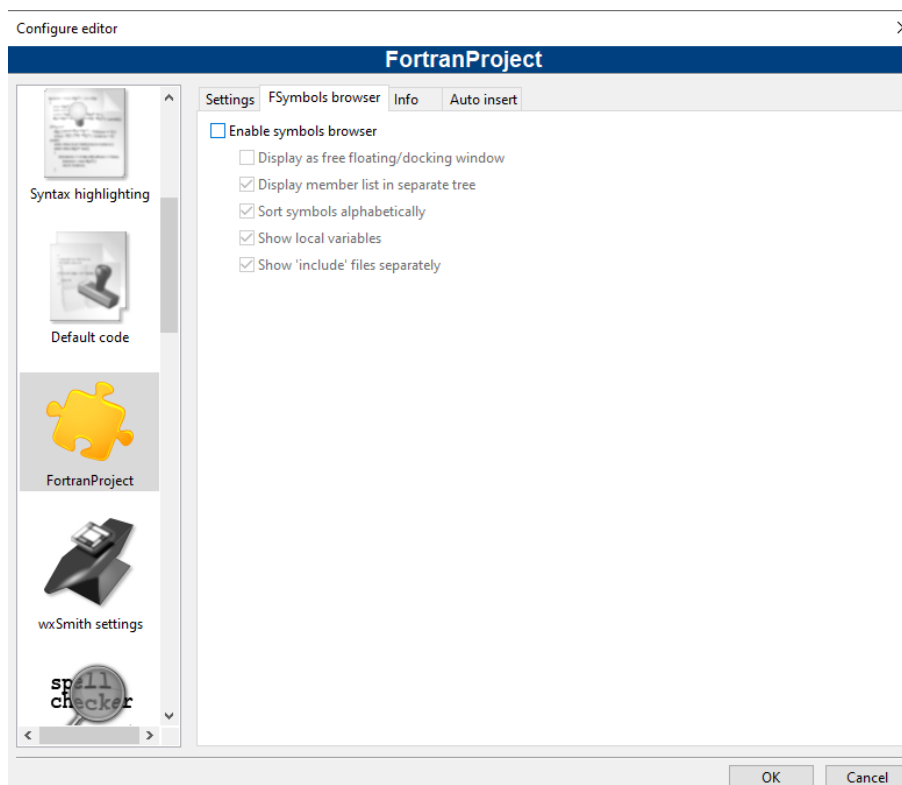 Configure editor
FortranProject
Syntax highlighting
Default code
FortranProject
wxSmith settings
spell
checker
Settings
FSymbols browser
Info
Auto insert
Enable symbols browser
Display as free floating/docking window
Display member list in separate tree
Sort symbols alphabetically
Show local variables
Show 'include' files separately
OK
Cancel